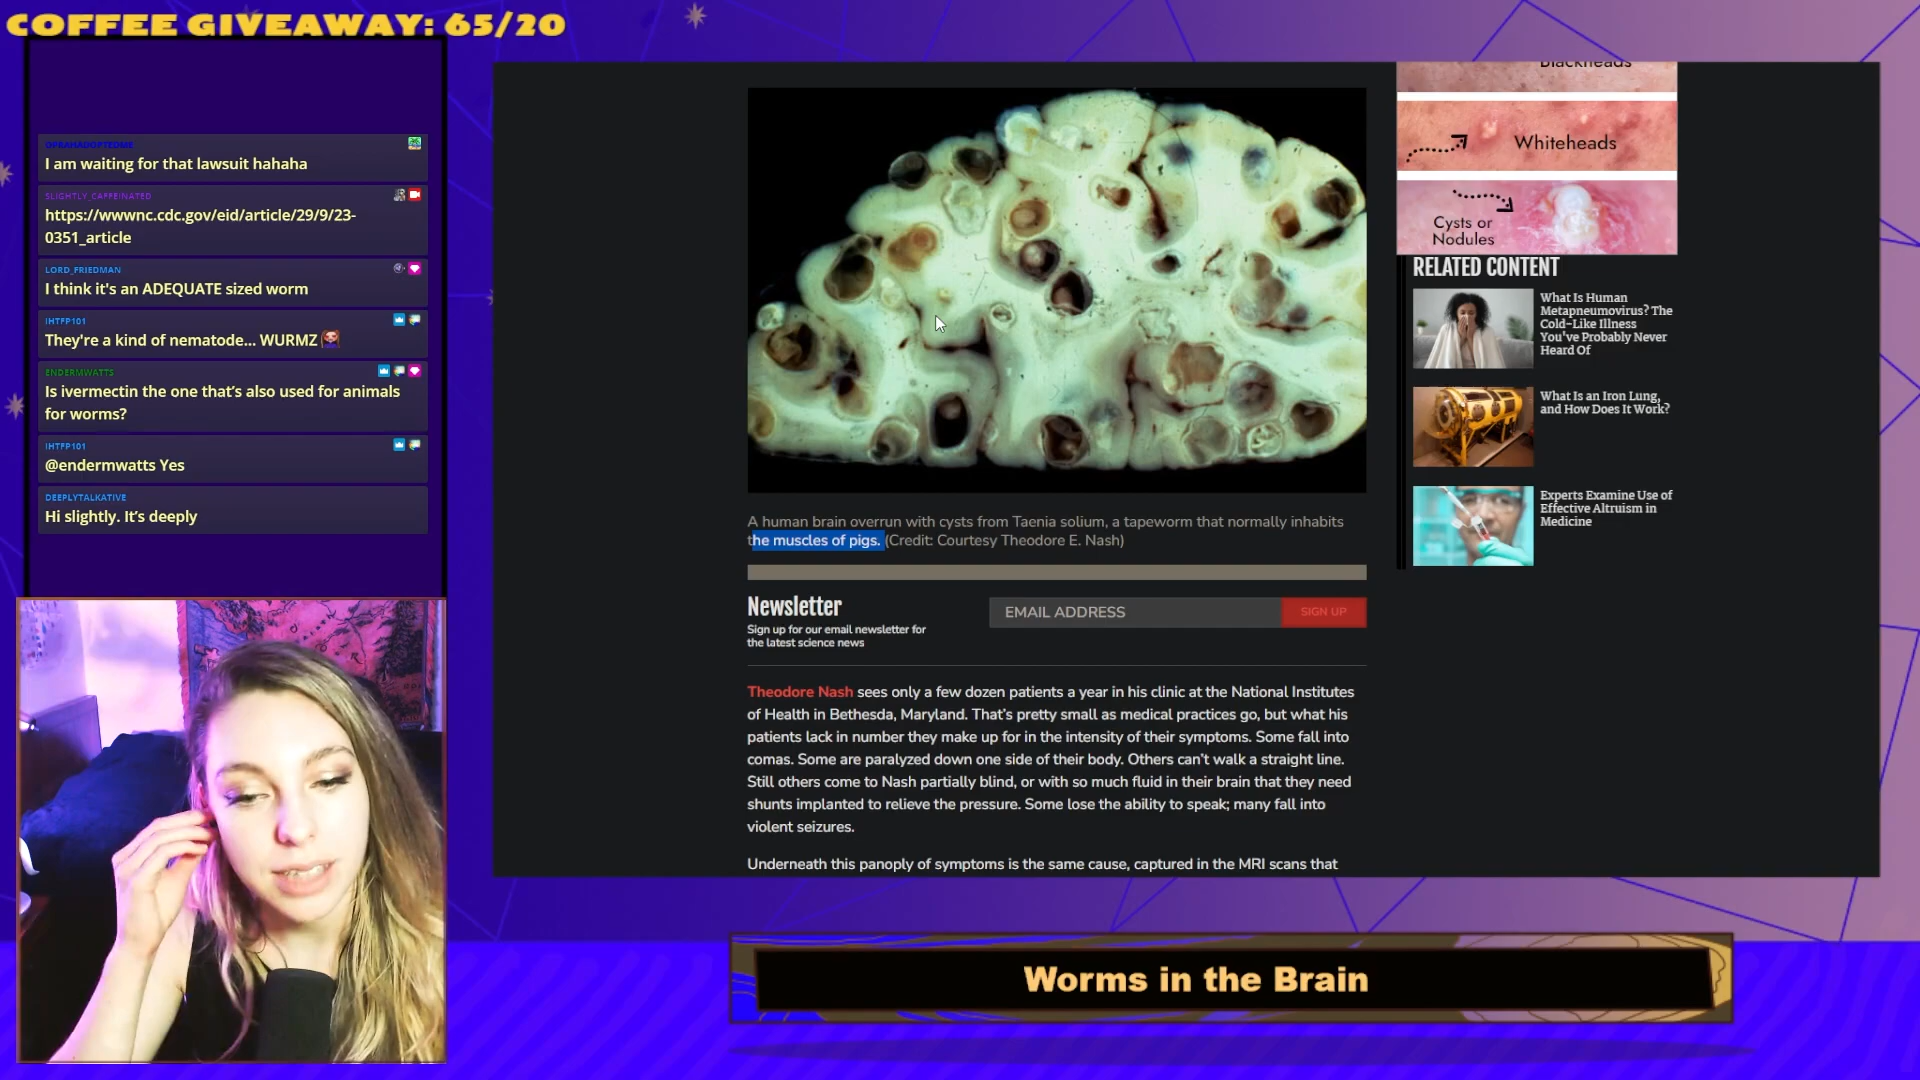 COFFEE GIVEAWAY: 65/20
I am waiting for that lawsuit hahaha
SLIGHTLY_CAFFEINATED
https://wwwnc.cdc.gov/eid/article/29/9/23-
0351_article
LORD_FRIEDMAN
I think it's an ADEQUATE sized worm
IHTFP101
They're a kind of nematode... WURMZ
ENDERMWATTS
Is ivermectin the one that's also used for animals
for worms?
IHTFP101
@endermwatts Yes
DEEPLYTALKATIVE
Hi slightly. It's deeply
A human brain overrun with cysts from Taenia solium, a tapeworm that normally inhabits
the muscles of pigs. (Credit: Courtesy Theodore E. Nash)
Newsletter
Sign up for our email newsletter for
the latest science news
EMAIL ADDRESS
SIGN UP
Theodore Nash sees only a few dozen patients a year in his clinic at the National Institutes
of Health in Bethesda, Maryland. That's pretty small as medical practices go, but what his
patients lack in number they make up for in the intensity of their symptoms. Some fall into
comas. Some are paralyzed down one side of their body. Others can't walk a straight line.
Still others come to Nash partially blind, or with so much fluid in their brain that they need
shunts implanted to relieve the pressure. Some lose the ability to speak; many fall into
violent seizures.
Underneath this panoply of symptoms is the same cause, captured in the MRI scans that
Blackheads
Whiteheads
Cysts or
Nodules
RELATED CONTENT
What Is Human
Metapneumovirus? The
Cold-Like Illness
You've Probably Never
Heard Of
What Is an Iron Lung,
and How Does It Work?
Experts Examine Use of
Effective Altruism in
Medicine
Worms in the Brain